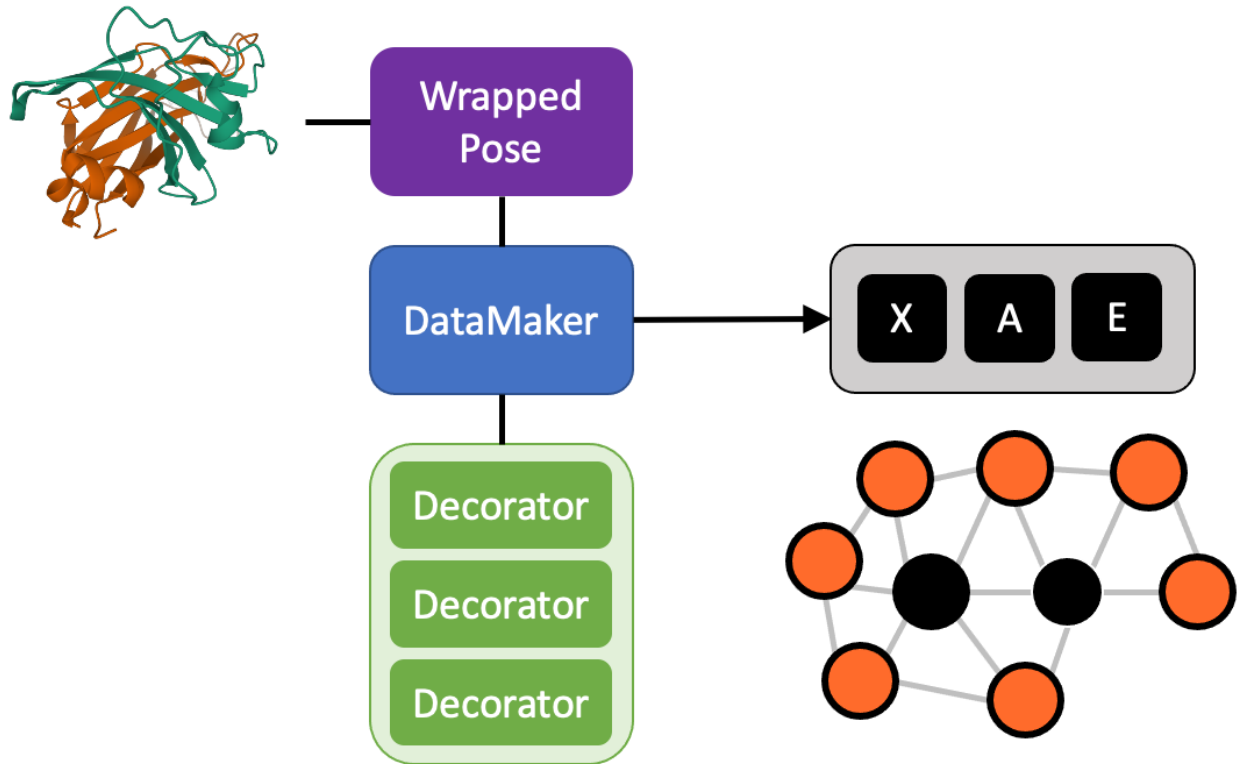 Wrapped
Pose
DataMaker
X A E
Decorator
Decorator
Decorator